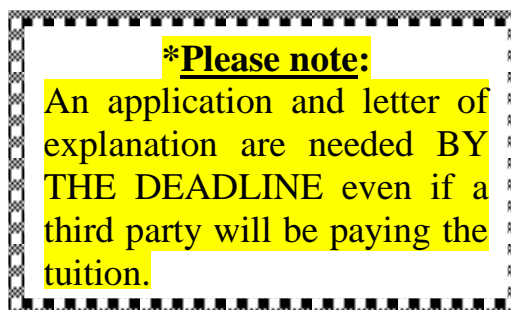 *Please note:
An application and letter of
explanation are needed BY
THE DEADLINE even if a
third party will be paying the
tuition.